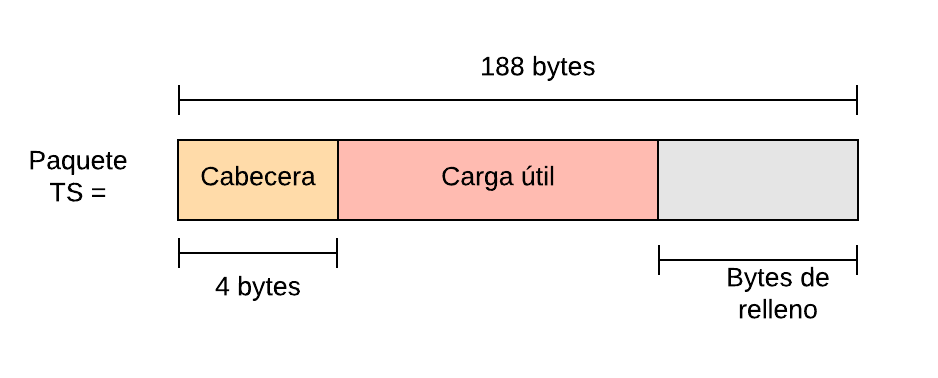 188 bytes
Paquete
TS =
Cabecera
Carga útil
4 bytes
Bytes de
relleno